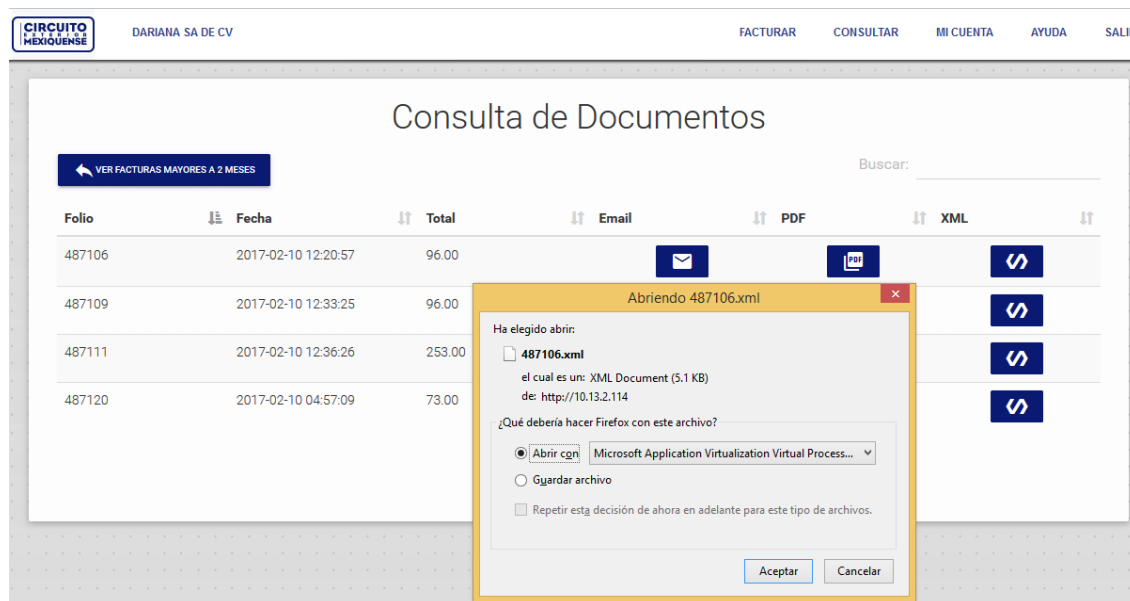 CIRCUITO
EXTERIOR
MEXIQUENSE
DARIANA SA DE CV FACTURAR CONSULTAR MI CUENTA AYUDA SALI
Consulta de Documentos
VER FACTURAS MAYORES A 2 MESES Buscar:
Folio Fecha Total Email PDF XML
487106 2017-02-10 12:20:57 96.00 PDF
487109 2017-02-10 12:33:25 96.00
487111 2017-02-10 12:36:26 253.00
487120 2017-02-10 04:57:09 73.00
Abriendo 487106.xml
Ha elegido abrir:
487106.xml
el cual es un: XML Document (5.1 KB)
de: http://10.13.2.114
¿Qué debería hacer Firefox con este archivo?
Abrir con Microsoft Application Virtualization Virtual Process...
Guardar archivo
Repetir esta decisión de ahora en adelante para este tipo de archivos.
Aceptar Cancelar